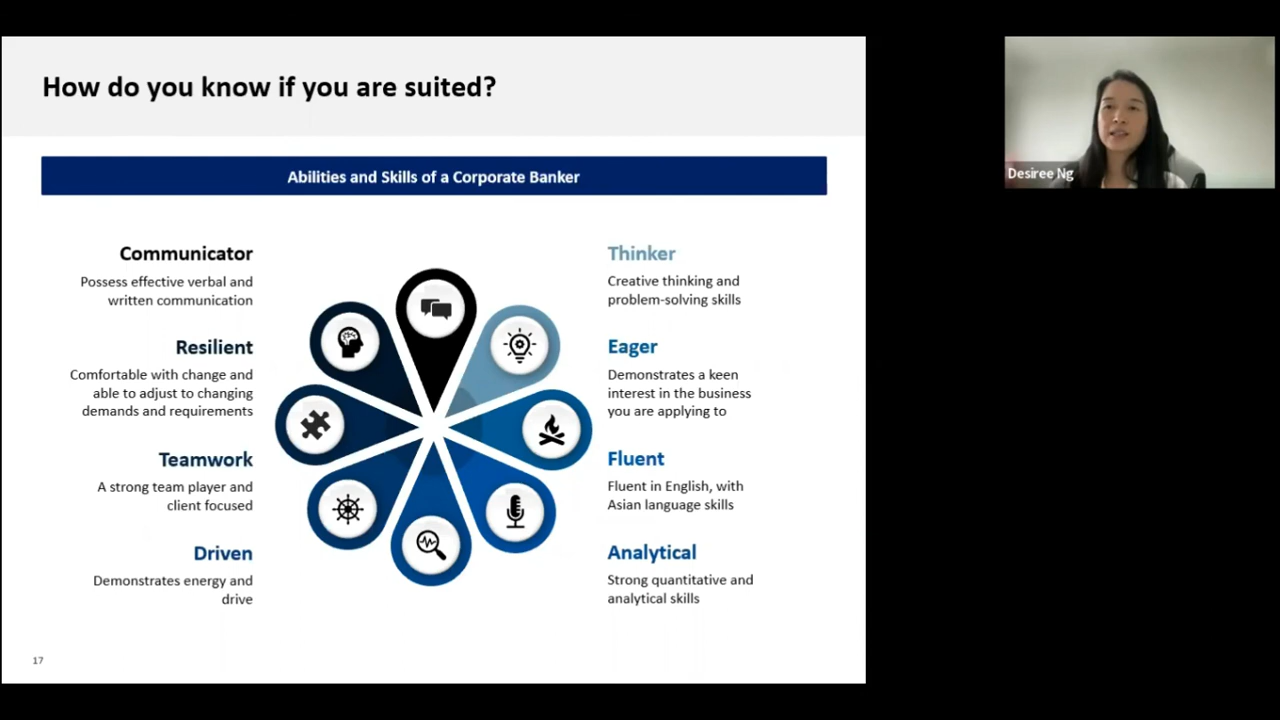 How do you know if you are suited?
Abilities and Skills of a Corporate Banker
Communicator
Possess effective verbal and
written communication
Resilient
Comfortable with change and
able to adjust to changing
demands and requirements
Teamwork
A strong team player and
client focused
Driven
Demonstrates energy and
drive
Thinker
Creative thinking and
problem-solving skills
Eager
Demonstrates a keen
interest in the business
you are applying to
Fluent
Fluent in English, with
Asian language skills
Analytical
Strong quantitative and
analytical skills
17
Desiree Ng